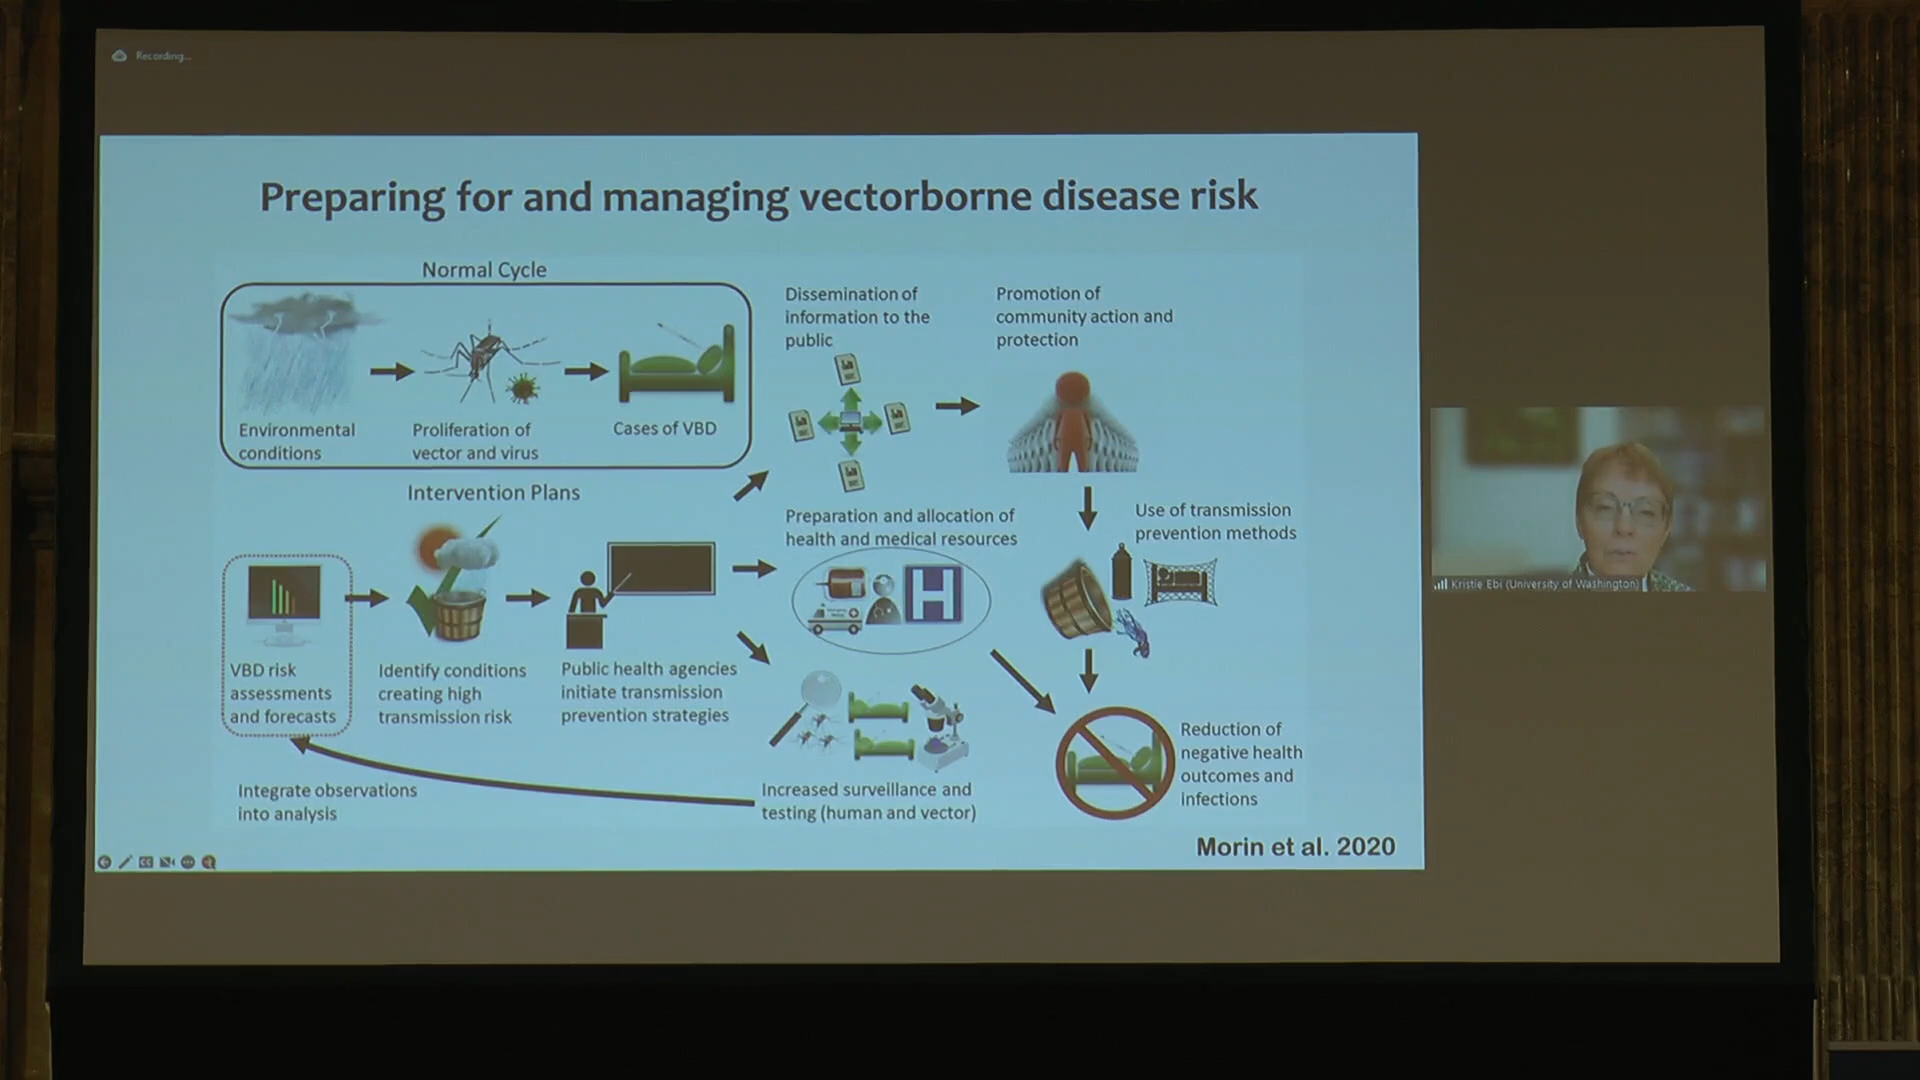 Recording...
Preparing for and managing vectorborne disease risk
Normal Cycle
Environmental
conditions
Proliferation of
vector and virus
Cases of VBD
Dissemination of
information to the
public
Promotion of
community action and
protection
Intervention Plans
VBD risk
assessments
and forecasts
Identify conditions
creating high
transmission risk
Public health agencies
initiate transmission
prevention strategies
Preparation and allocation of
health and medical resources
H
Use of transmission
prevention methods
Increased surveillance and
testing (human and vector)
Integrate observations
into analysis
Reduction of
negative health
outcomes and
infections
Morin et al. 2020
Kristie Ebi (University of Washington)